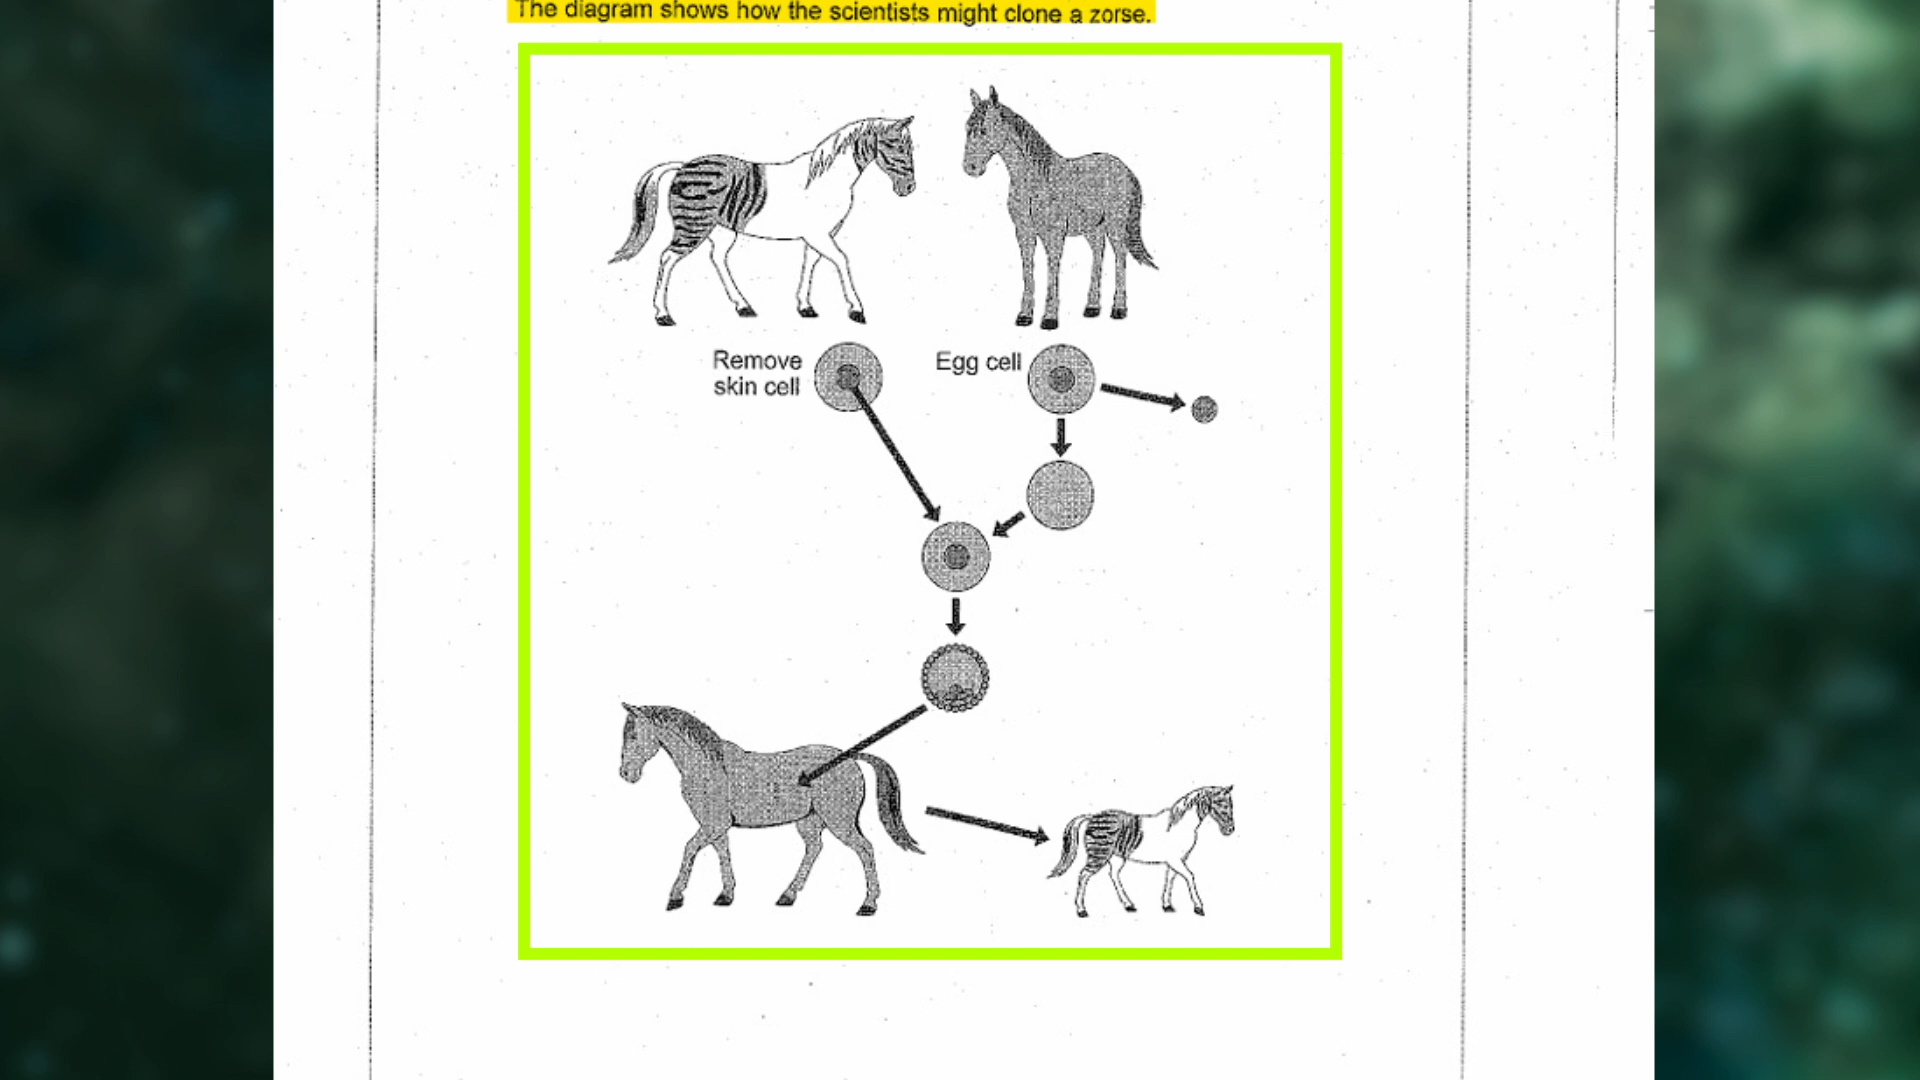 The diagram shows how the scientists might clone a zorse.
Remove
skin cell
Egg cell